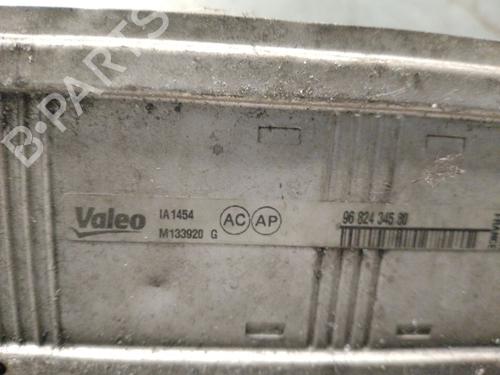 B-PARTS
Valeo
IA1454
M133920 G
AC AP
96 824 345 80